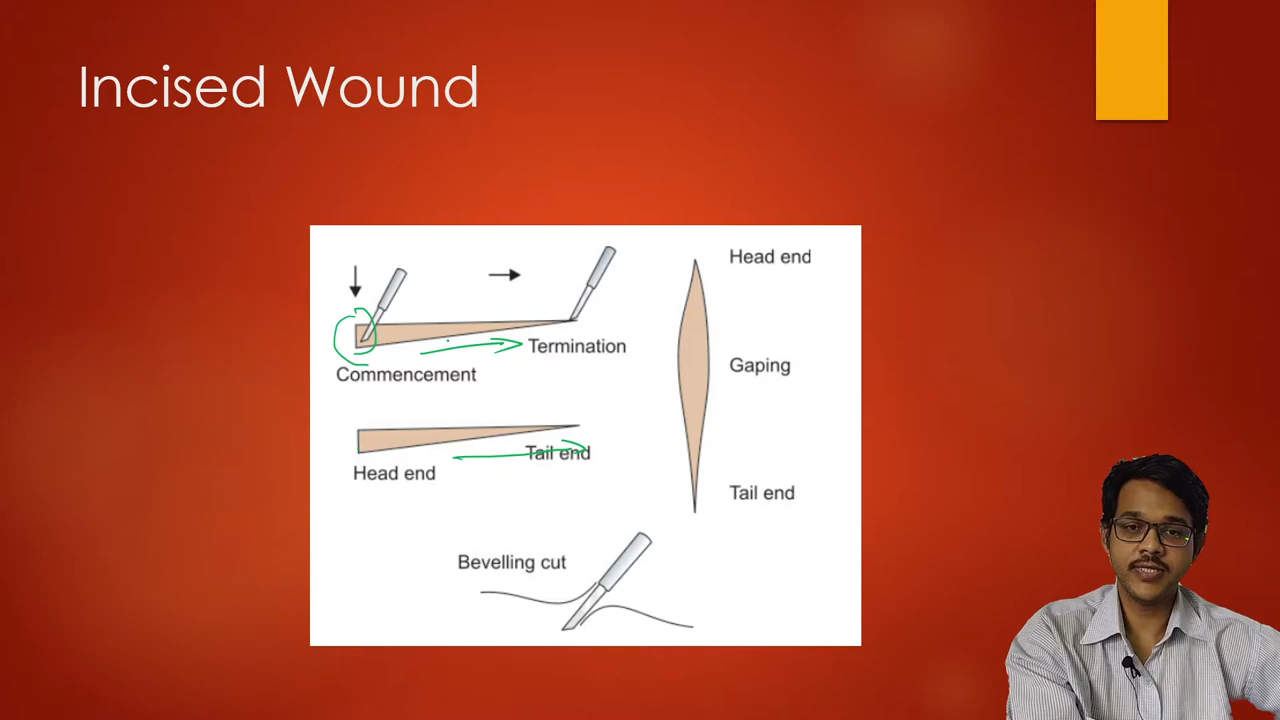 Incised Wound
Termination
Commencement
Tail end
Head end
Head end
Gaping
Tail end
Bevelling cut